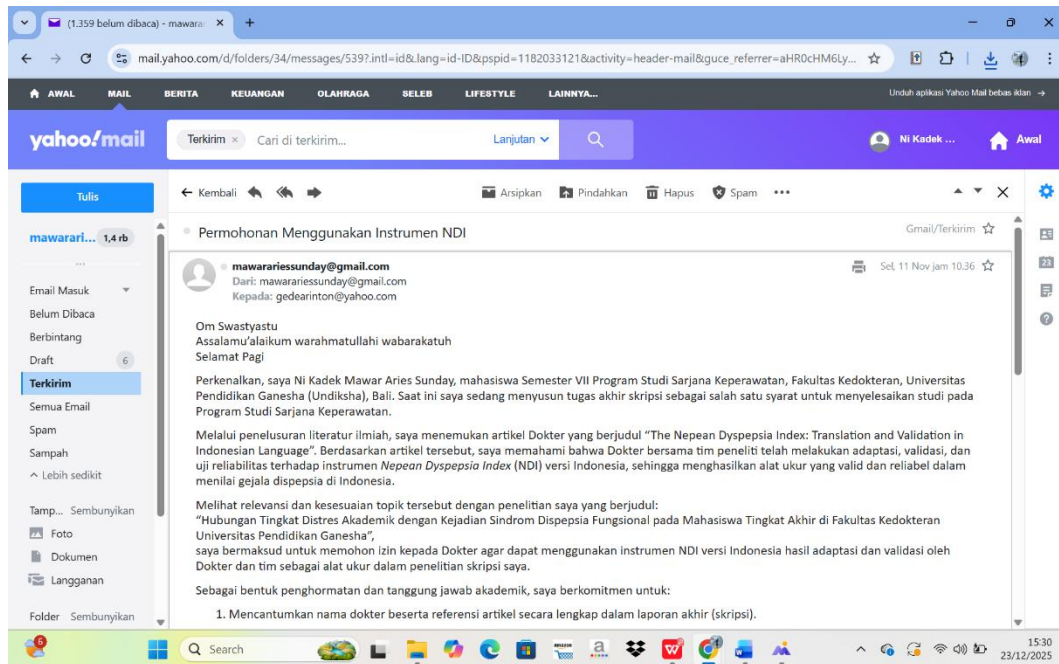 (1.359 belum dibaca) - mawarar
mail.yahoo.com/d/folders/34/messages/539?.intl=id&.lang=id-ID&pspid=1182033121&activity=header-mail&guce_referrer=aHR0cHM6Ly...
AWAL MAIL BERITA KEUANGAN OLAHRAGA SELEB LIFESTYLE LAINNYA... Unduh aplikasi Yahoo Mail bebas iklan →
yahoo!mail Terkirim × Cari di terkirim... Lanjutan Ni Kadek ... Awal
Tulis ← Kembali Arsipkan Pindahkan Hapus Spam •••
mawarari... 1,4 rb
Permohonan Menggunakan Instrumen NDI Gmail/Terkirim
...
Email Masuk
Belum Dibaca
Berbintang
Draft 6
Terkirim
Semua Email
Spam
Sampah
Lebih sedikit
Tamp... Sembunyikan
Foto
Dokumen
Langganan
Folder Sembunyikan
mawarariessunday@gmail.com Sel, 11 Nov jam 10.36
Dari: mawarariessunday@gmail.com
Kepada: gedearinton@yahoo.com
Om Swastyastu
Assalamu'alaikum warahmatullahi wabarakatuh
Selamat Pagi
Perkenalkan, saya Ni Kadek Mawar Aries Sunday, mahasiswa Semester VII Program Studi Sarjana Keperawatan, Fakultas Kedokteran, Universitas
Pendidikan Ganesha (Undiksha), Bali. Saat ini saya sedang menyusun tugas akhir skripsi sebagai salah satu syarat untuk menyelesaikan studi pada
Program Studi Sarjana Keperawatan.
Melalui penelusuran literatur ilmiah, saya menemukan artikel Dokter yang berjudul "The Nepean Dyspepsia Index: Translation and Validation in
Indonesian Language". Berdasarkan artikel tersebut, saya memahami bahwa Dokter bersama tim peneliti telah melakukan adaptasi, validasi, dan
uji reliabilitas terhadap instrumen Nepean Dyspepsia Index (NDI) versi Indonesia, sehingga menghasilkan alat ukur yang valid dan reliabel dalam
menilai gejala dispepsia di Indonesia.
Melihat relevansi dan kesesuaian topik tersebut dengan penelitian saya yang berjudul:
"Hubungan Tingkat Distres Akademik dengan Kejadian Sindrom Dispepsia Fungsional pada Mahasiswa Tingkat Akhir di Fakultas Kedokteran
Universitas Pendidikan Ganesha",
saya bermaksud untuk memohon izin kepada Dokter agar dapat menggunakan instrumen NDI versi Indonesia hasil adaptasi dan validasi oleh
Dokter dan tim sebagai alat ukur dalam penelitian skripsi saya.
Sebagai bentuk penghormatan dan tanggung jawab akademik, saya berkomitmen untuk:
1. Mencantumkan nama dokter beserta referensi artikel secara lengkap dalam laporan akhir (skripsi).
Search
15:30
23/12/2025